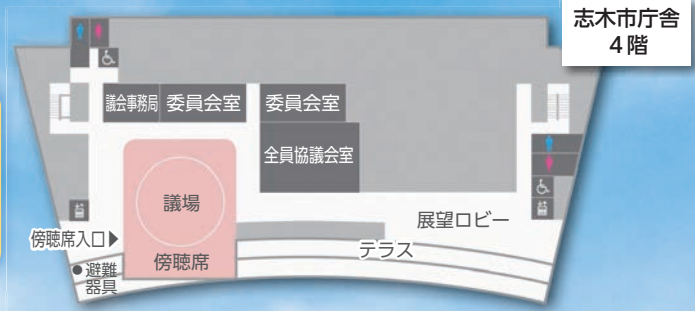 志木市庁舎
4階
議会事務局
委員会室
委員会室
全員協議会室
議場
展望ロビー
傍聴席入口▶
テラス
傍聴席
●避難
器具